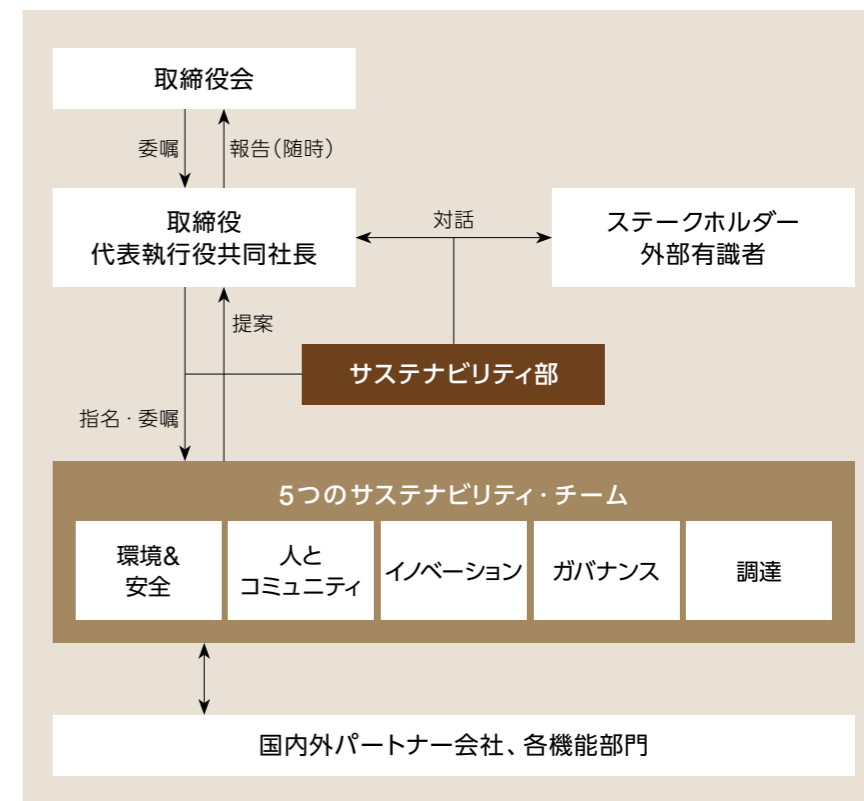 取締役会
委嘱
報告(随時)
取締役
代表執行役共同社長
対話
ステークホルダー
外部有識者
提案
サステナビリティ部
指名・委嘱
5つのサステナビリティ・チーム
環境&
安全
人と
コミュニティ
イノベーション
ガバナンス
調達
国内外パートナー会社、各機能部門